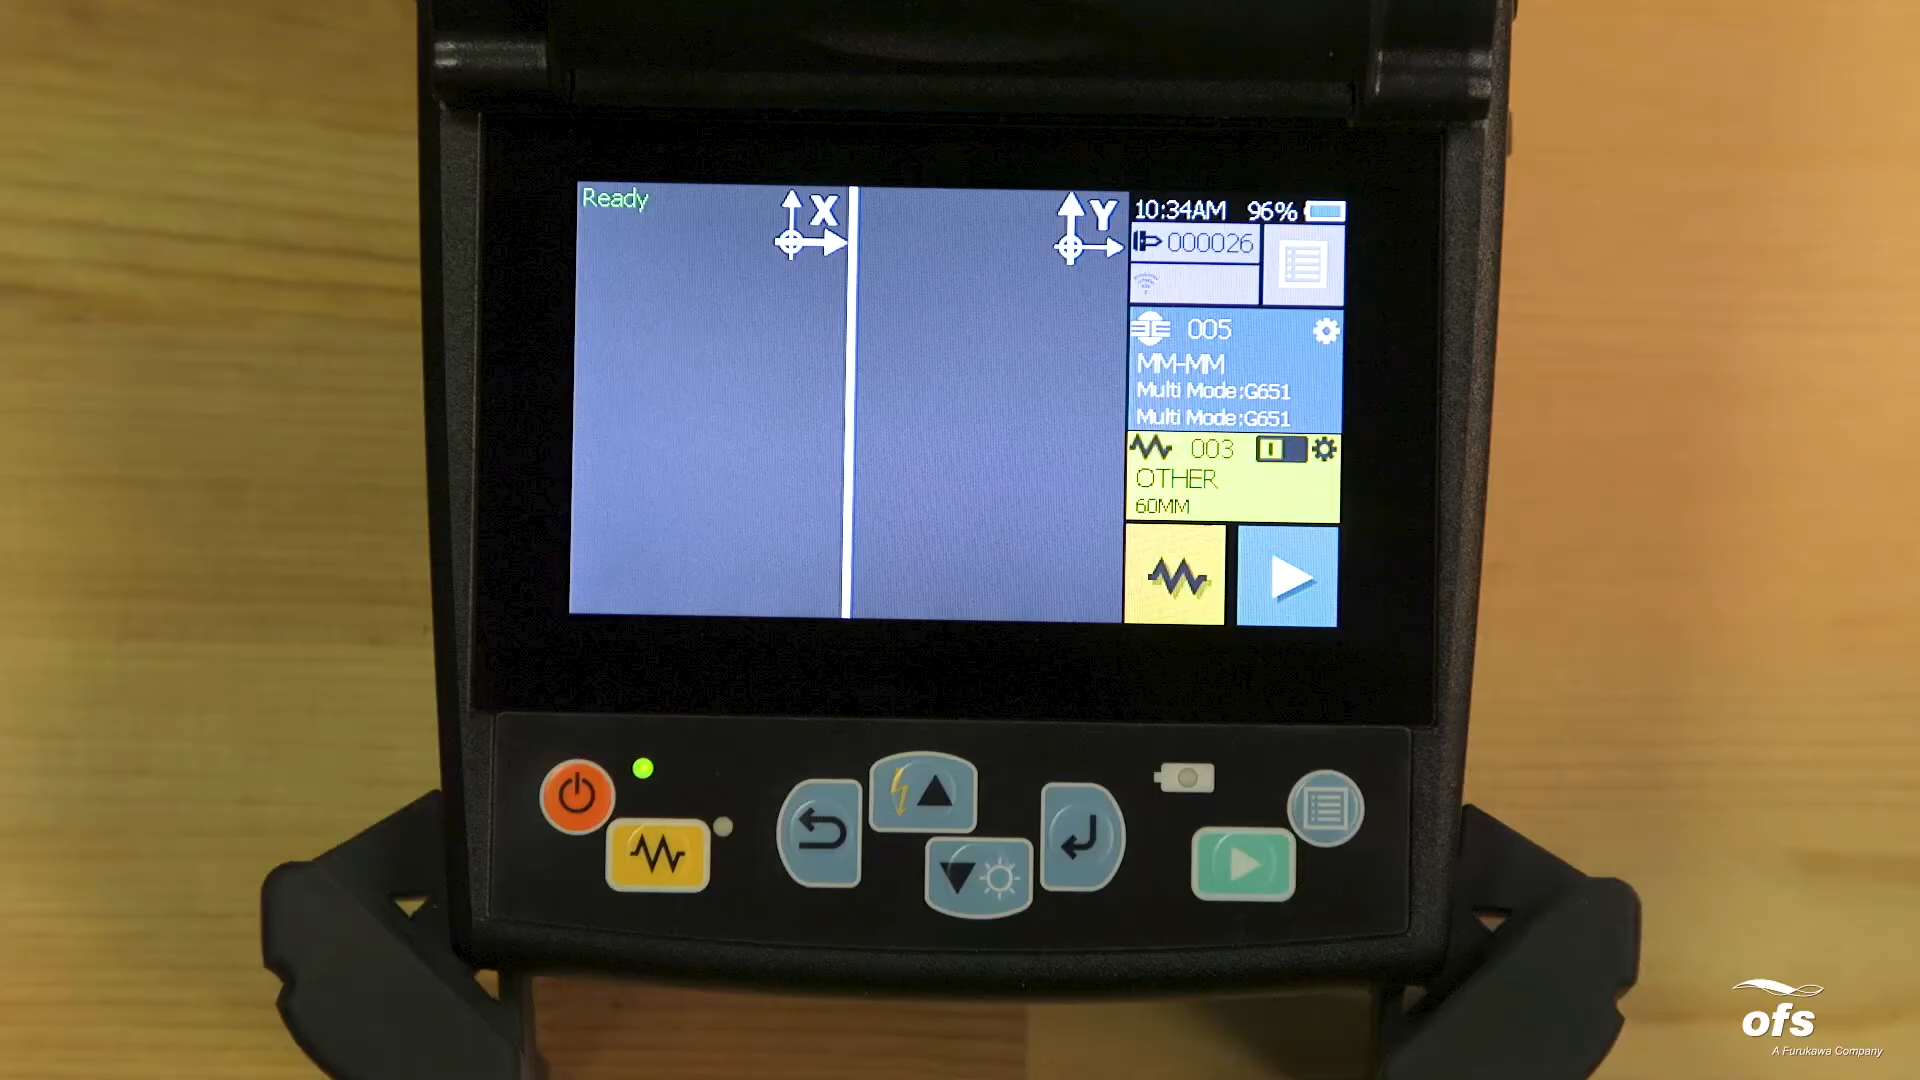 Ready
X
Y
10:34AM 96%
000026
005
MM-MM
Multi Mode:G651
Multi Mode:G651
003
OTHER
60MM
ofs
A Furukawa Company